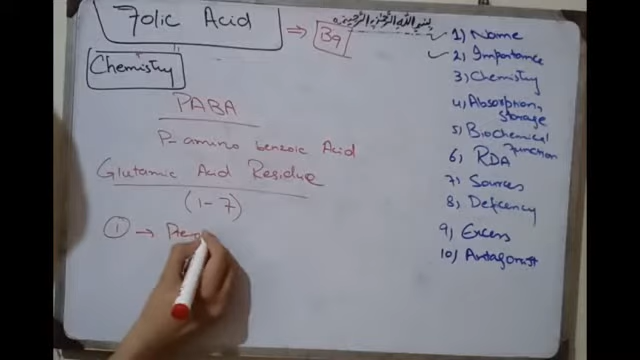 Folic Acid ⇒ B9
بسم الله الرحمن الرحيم
Chemistry
PABA
P-amino benzoic Acid
Glutamic Acid Residue
(1-7)
① → Pter
1) Name
2) Importance
3) Chemistry
4) Absorption, Storage
5) Biochemical Function
6) RDA
7) Sources
8) Defcency
9) Excess
10) Antagonist